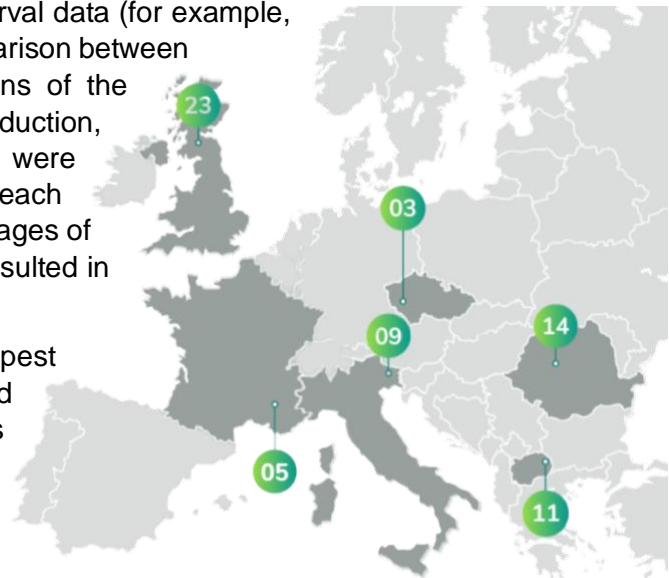 rval data (for example,
parison between
ns of the
duction,
were
each
ages of
sulted in
pest
d
s
23
03
09
14
05
11